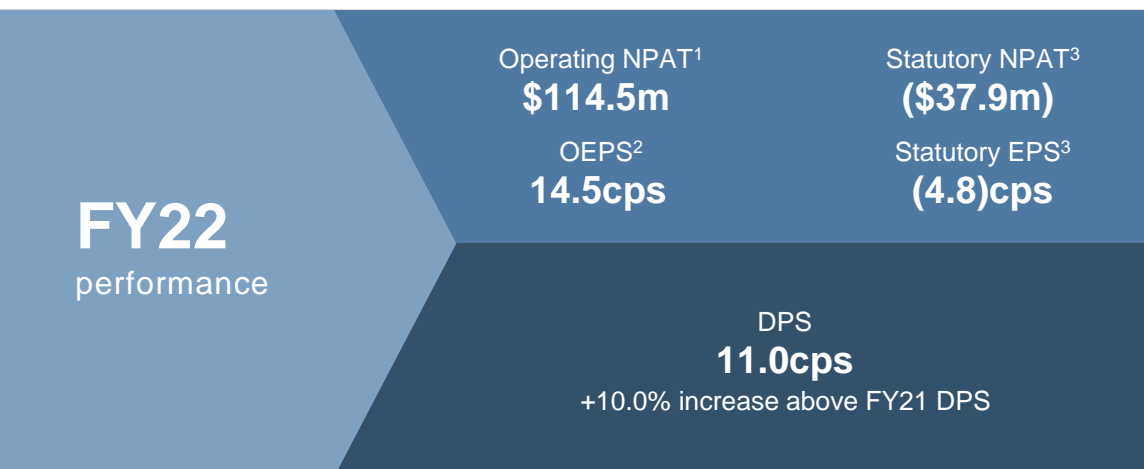 FY22
performance
Operating NPAT¹
$114.5m
OEPS²
14.5cps
Statutory NPAT³
($37.9m)
Statutory EPS³
(4.8)cps
DPS
11.0cps
+10.0% increase above FY21 DPS